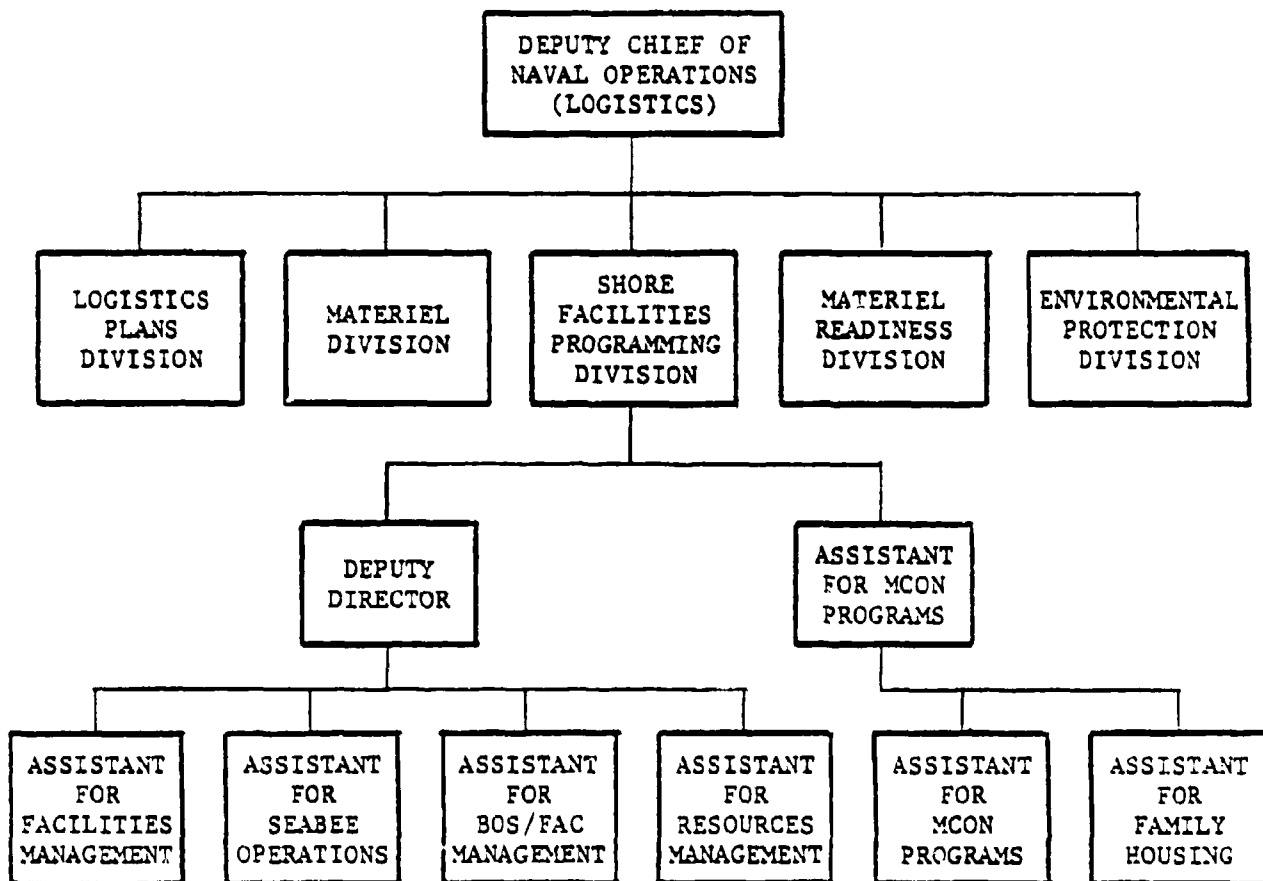 DEPUTY CHIEF OF
NAVAL OPERATIONS
(LOGISTICS)
LOGISTICS
PLANS
DIVISION
MATERIEL
DIVISION
SHORE
FACILITIES
PROGRAMMING
DIVISION
MATERIEL
READINESS
DIVISION
ENVIRONMENTAL
PROTECTION
DIVISION
DEPUTY
DIRECTOR
ASSISTANT
FOR MCON
PROGRAMS
ASSISTANT
FOR
FACILITIES
MANAGEMENT
ASSISTANT
FOR
SEABEE
OPERATIONS
ASSISTANT
FOR
BOS/FAC
MANAGEMENT
ASSISTANT
FOR
RESOURCES
MANAGEMENT
ASSISTANT
FOR
MCON
PROGRAMS
ASSISTANT
FOR
FAMILY
HOUSING